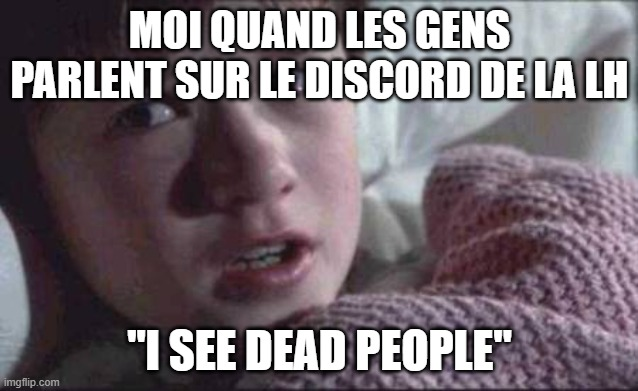 MOI QUAND LES GENS
PARLENT SUR LE DISCORD DE LA LH
"I SEE DEAD PEOPLE"
imgflip.com